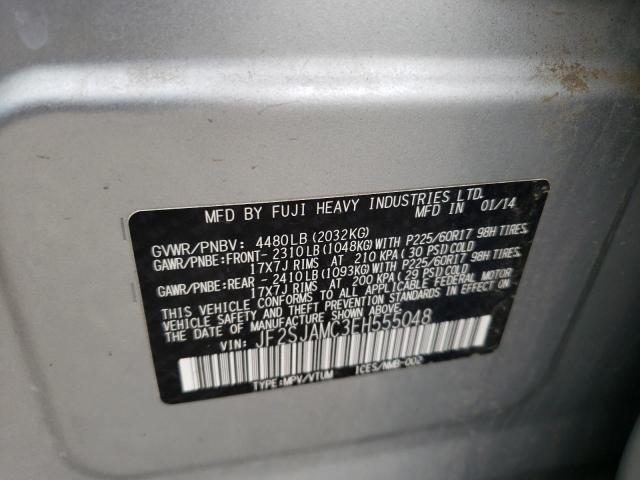 MFD BY FUJI HEAVY INDUSTRIES LTD.
MFD IN 01/14
GVWR/PNBV: 4480LB (2032KG)
GAWR/PNBE:FRONT- 2310LB (1048KG)WITH P225/60R17 98H TIRES,
17X7J RIMS AT 210 KPA( 30 PSI)COLD
GAWR/PNBE:REAR - 2410LB (1093KG)WITH P225/60R17 98H TIRES,
17X7J RIMS AT 200 KPA( 29 PSI)COLD
THIS VEHICLE CONFORMS TO ALL APPLICABLE FEDERAL MOTOR
VEHICLE SAFETY, BUMPER, AND THEFT PREVENTION STANDARDS IN EFFECT ON
THE DATE OF MANUFACTURE SHOWN ABOVE.
VIN: JF2SJAMC3EH555048
TYPE:MPV/VTUM ICES/NMB-002